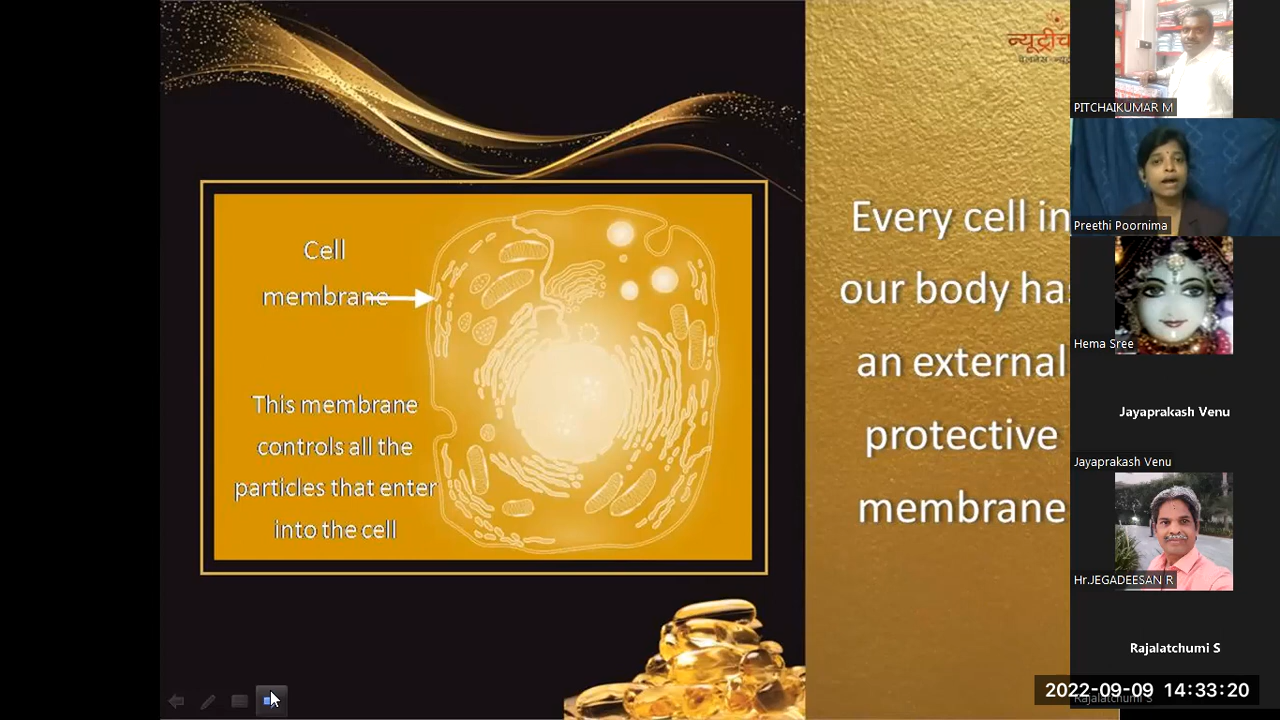 Cell
membrane
This membrane
controls all the
particles that enter
into the cell
न्यूट्रीच
Every cell in
our body has
an external
protective
membrane
PITCHAIKUMAR M
Preethi Poornima
Hema Sree
Jayaprakash Venu
Jayaprakash Venu
Hr.JEGADEESAN R
Rajalatchumi S
2022-09-09 14:33:20
Rajalatchumi S